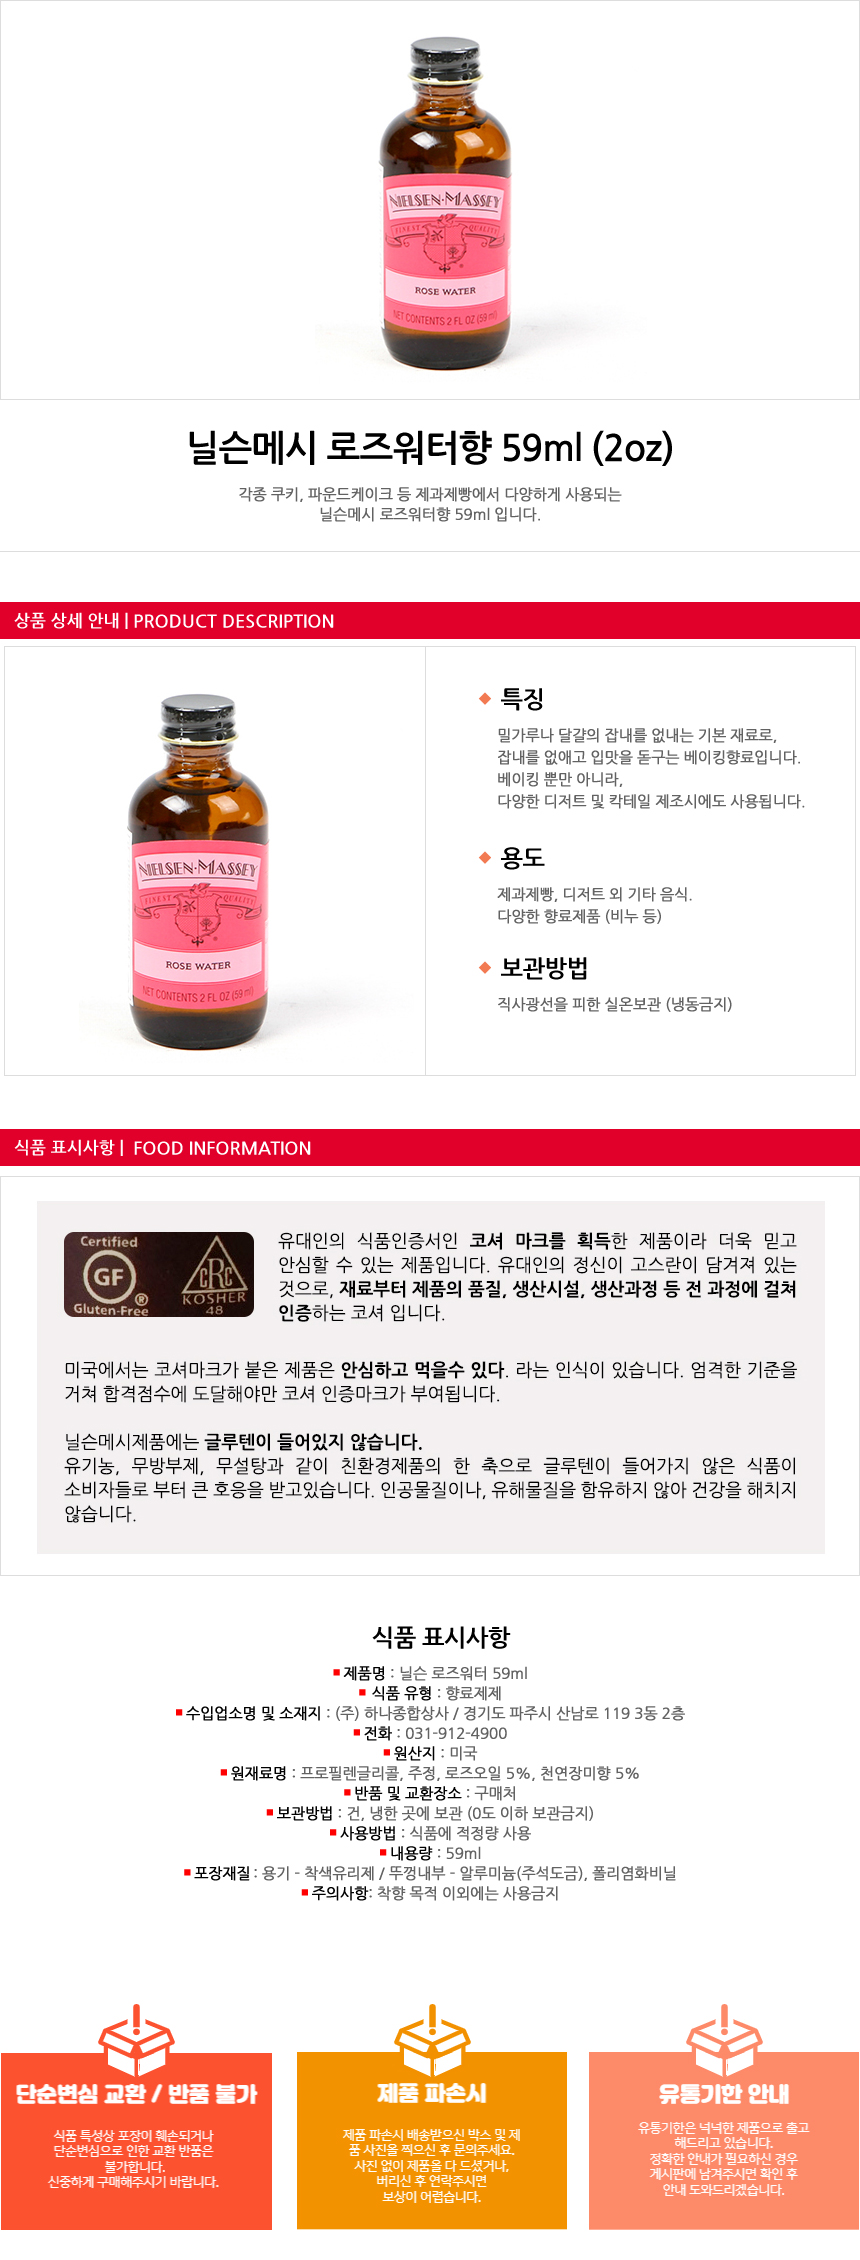 NIELSEN·MASSEY
FINEST QUALITY
ROSE WATER
NET CONTENTS 2 FL OZ (59 ml)
닐슨메시 로즈워터향 59ml (2oz)
각종 쿠키, 파운드케이크 등 제과제빵에서 다양하게 사용되는
닐슨메시 로즈워터향 59ml 입니다.
상품 상세 안내 | PRODUCT DESCRIPTION
NIELSEN·MASSEY
FINEST QUALITY
ROSE WATER
NET CONTENTS 2 FL OZ (59 ml)
특징
밀가루나 달걀의 잡내를 없내는 기본 재료로,
잡내를 없애고 입맛을 돋구는 베이킹향료입니다.
베이킹 뿐만 아니라,
다양한 디저트 및 칵테일 제조시에도 사용됩니다.
용도
제과제빵, 디저트 외 기타 음식.
다양한 향료제품 (비누 등)
보관방법
직사광선을 피한 실온보관 (냉동금지)
식품 표시사항 | FOOD INFORMATION
Certified
GF
Gluten-Free
®
CRC
KOSHER
48
유대인의 식품인증서인 코셔 마크를 획득한 제품이라 더욱 믿고
안심할 수 있는 제품입니다. 유대인의 정신이 고스란이 담겨져 있는
것으로, 재료부터 제품의 품질, 생산시설, 생산과정 등 전 과정에 걸쳐
인증하는 코셔 입니다.
미국에서는 코셔마크가 붙은 제품은 안심하고 먹을수 있다. 라는 인식이 있습니다. 엄격한 기준을
거쳐 합격점수에 도달해야만 코셔 인증마크가 부여됩니다.
닐슨메시제품에는 글루텐이 들어있지 않습니다.
유기농, 무방부제, 무설탕과 같이 친환경제품의 한 축으로 글루텐이 들어가지 않은 식품이
소비자들로 부터 큰 호응을 받고있습니다. 인공물질이나, 유해물질을 함유하지 않아 건강을 해치지
않습니다.
식품 표시사항
제품명 : 닐슨 로즈워터 59ml
식품 유형 : 향료제제
수입업소명 및 소재지 : (주) 하나종합상사 / 경기도 파주시 산남로 119 3동 2층
전화 : 031-912-4900
원산지 : 미국
원재료명 : 프로필렌글리콜, 주정, 로즈오일 5%, 천연장미향 5%
반품 및 교환장소 : 구매처
보관방법 : 건, 냉한 곳에 보관 (0도 이하 보관금지)
사용방법 : 식품에 적정량 사용
내용량 : 59ml
포장재질 : 용기 - 착색유리제 / 뚜껑내부 - 알루미늄(주석도금), 폴리염화비닐
주의사항: 착향 목적 이외에는 사용금지
단순변심 교환 / 반품 불가
식품 특성상 포장이 훼손되거나
단순변심으로 인한 교환 반품은
불가합니다.
신중하게 구매해주시기 바랍니다.
제품 파손시
제품 파손시 배송받으신 박스 및 제
품 사진을 찍으신 후 문의주세요.
사진 없이 제품을 다 드셨거나,
버리신 후 연락주시면
보상이 어렵습니다.
유통기한 안내
유통기한은 넉넉한 제품으로 출고
해드리고 있습니다.
정확한 안내가 필요하신 경우
게시판에 남겨주시면 확인 후
안내 도와드리겠습니다.